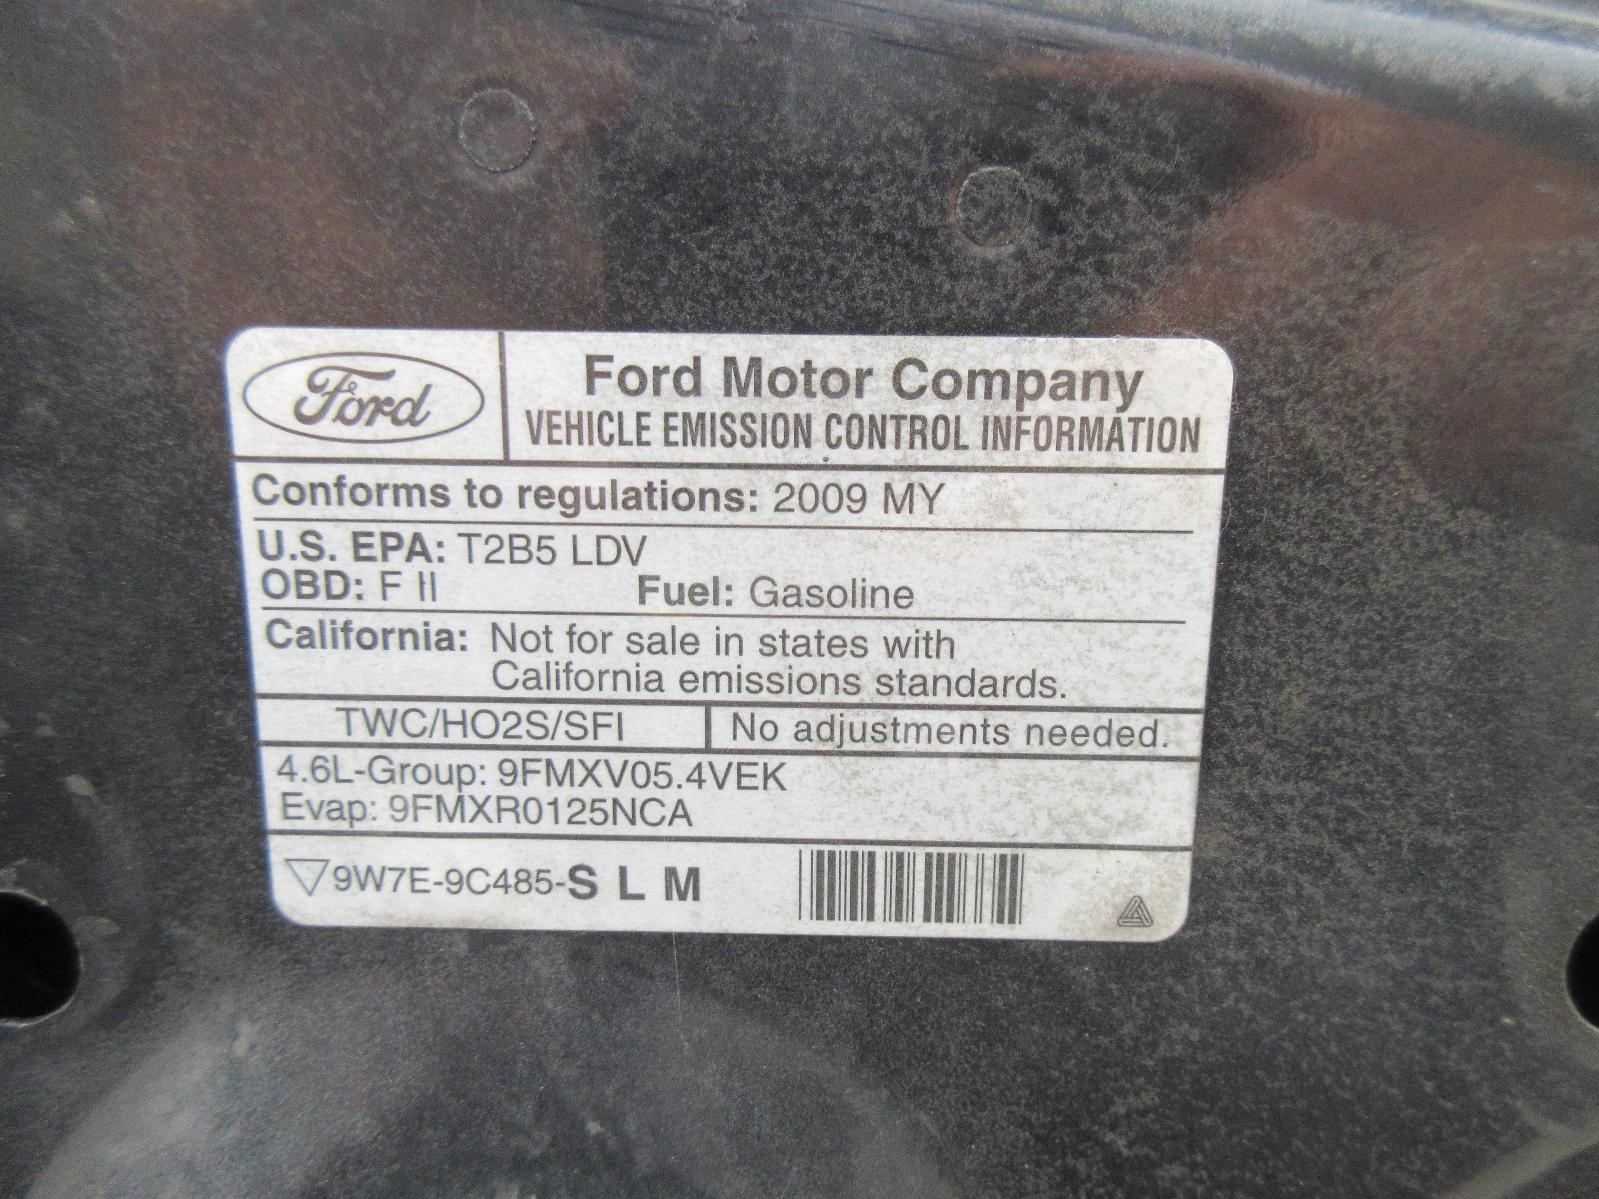 Ford
Ford Motor Company
VEHICLE EMISSION CONTROL INFORMATION
Conforms to regulations: 2009 MY
U.S. EPA: T2B5 LDV
OBD: F II Fuel: Gasoline
California: Not for sale in states with
California emissions standards.
TWC/HO2S/SFI No adjustments needed.
4.6L-Group: 9FMXV05.4VEK
Evap: 9FMXR0125NCA
9W7E-9C485-S L M